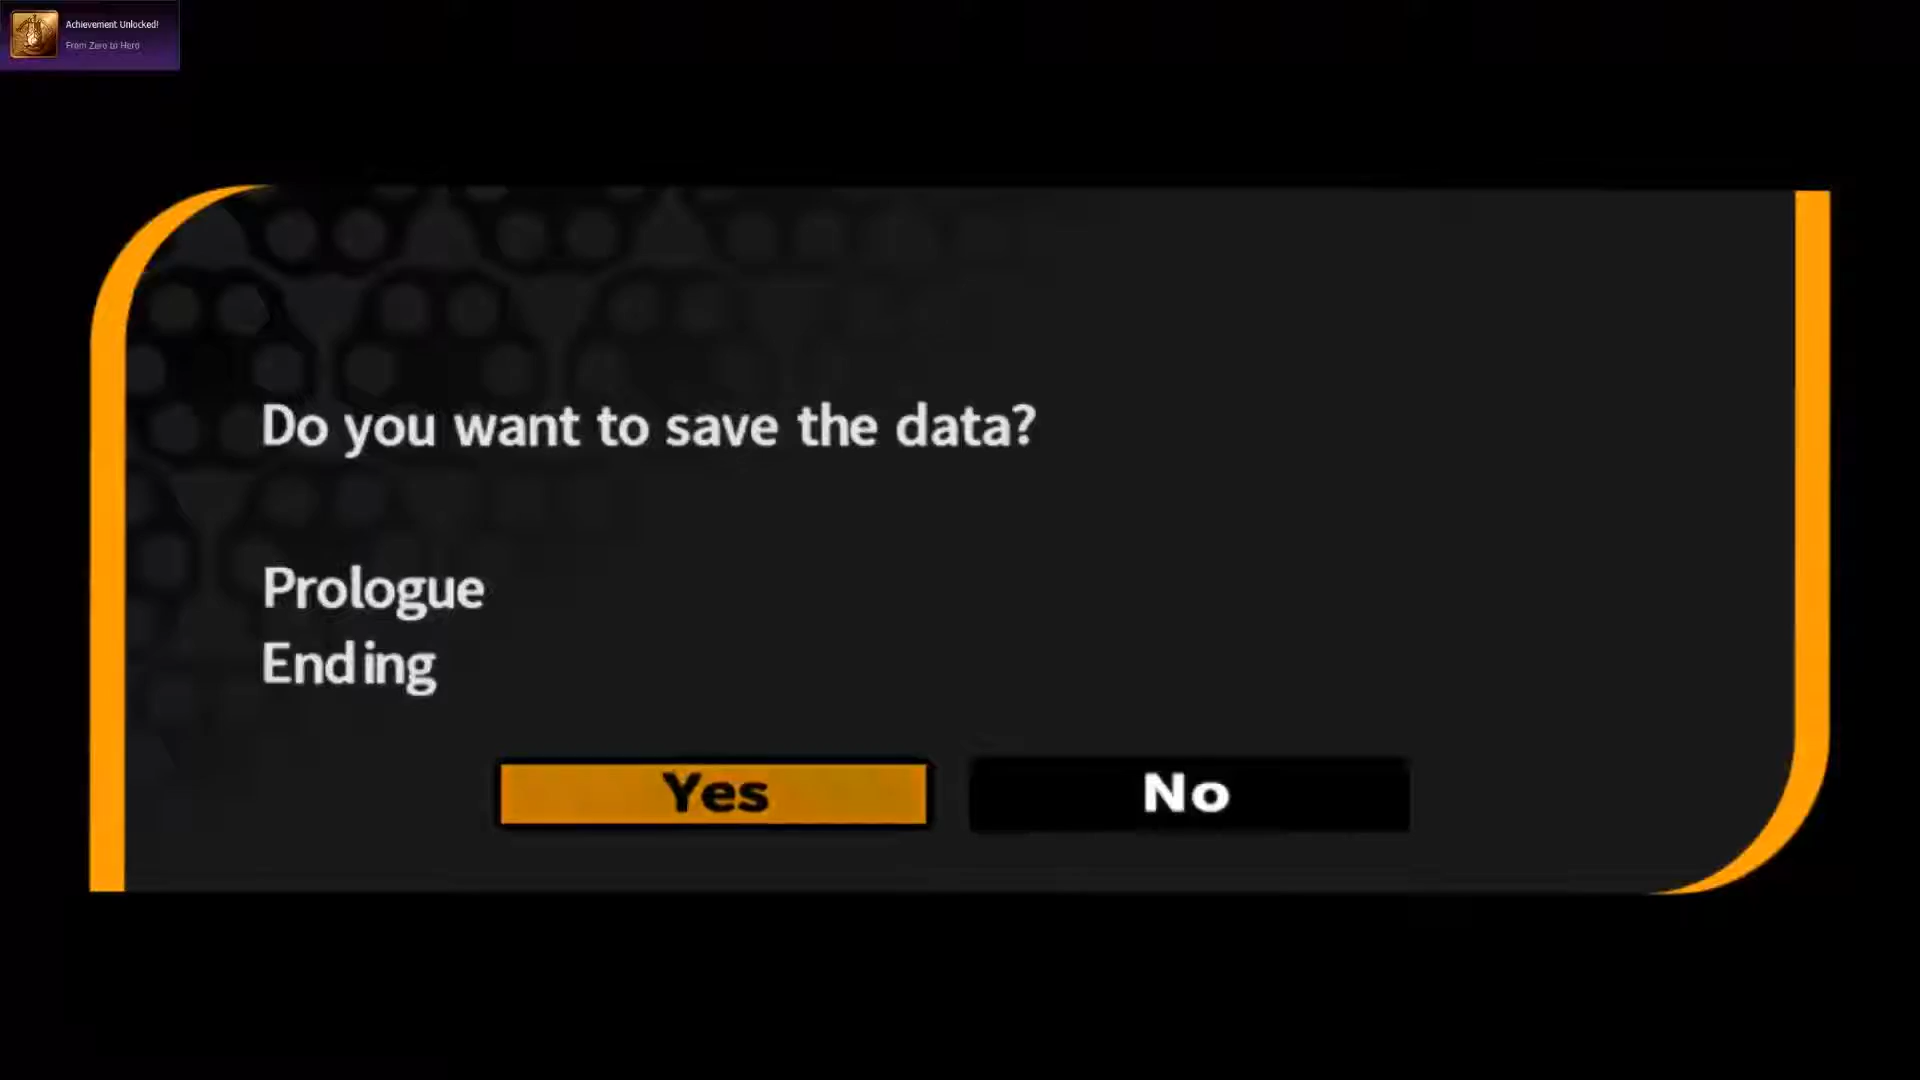 Achievement Unlocked!
From Zero to Hero
Do you want to save the data?
Prologue
Ending
Yes
No